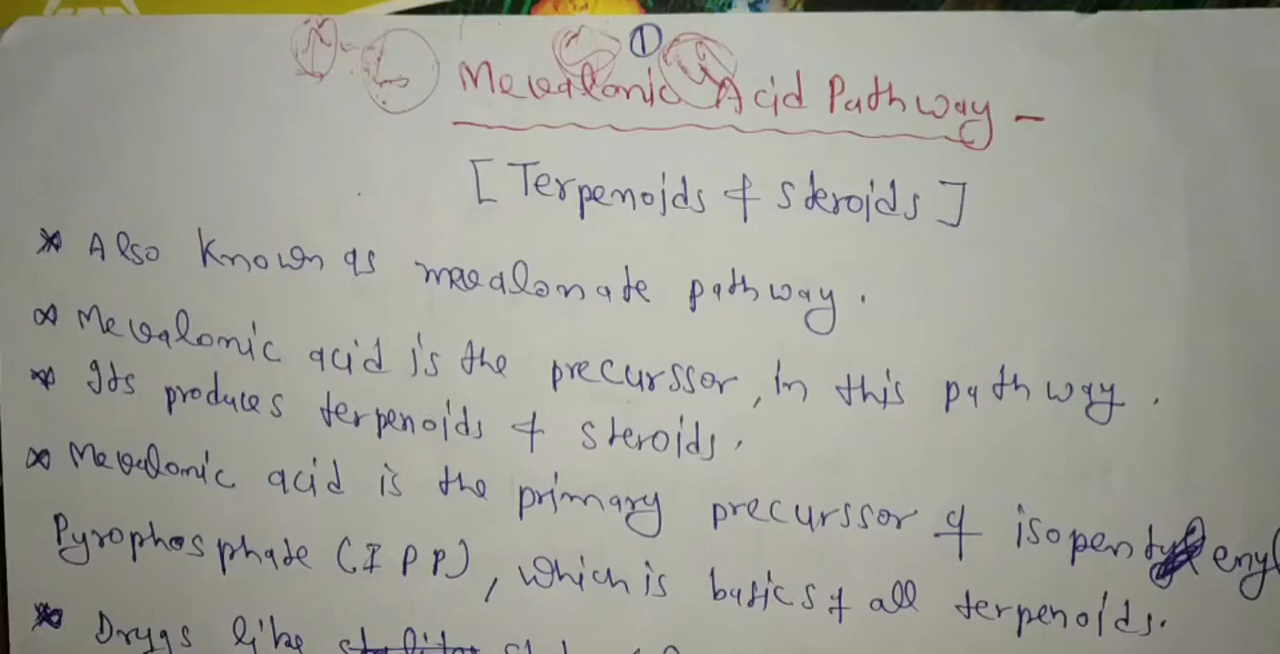 ①
Mevalonic Acid Pathway -
[Terpenoids & steroids]
* Also known as mevalonate pathway.
* Mevalonic acid is the precurssor, in this pathway.
* Its produces terpenoids & steroids.
* Mevalonic acid is the primary precurssor of isopentenyl
Pyrophosphate (IPP), which is basics of all terpenoids.
* Drugs like